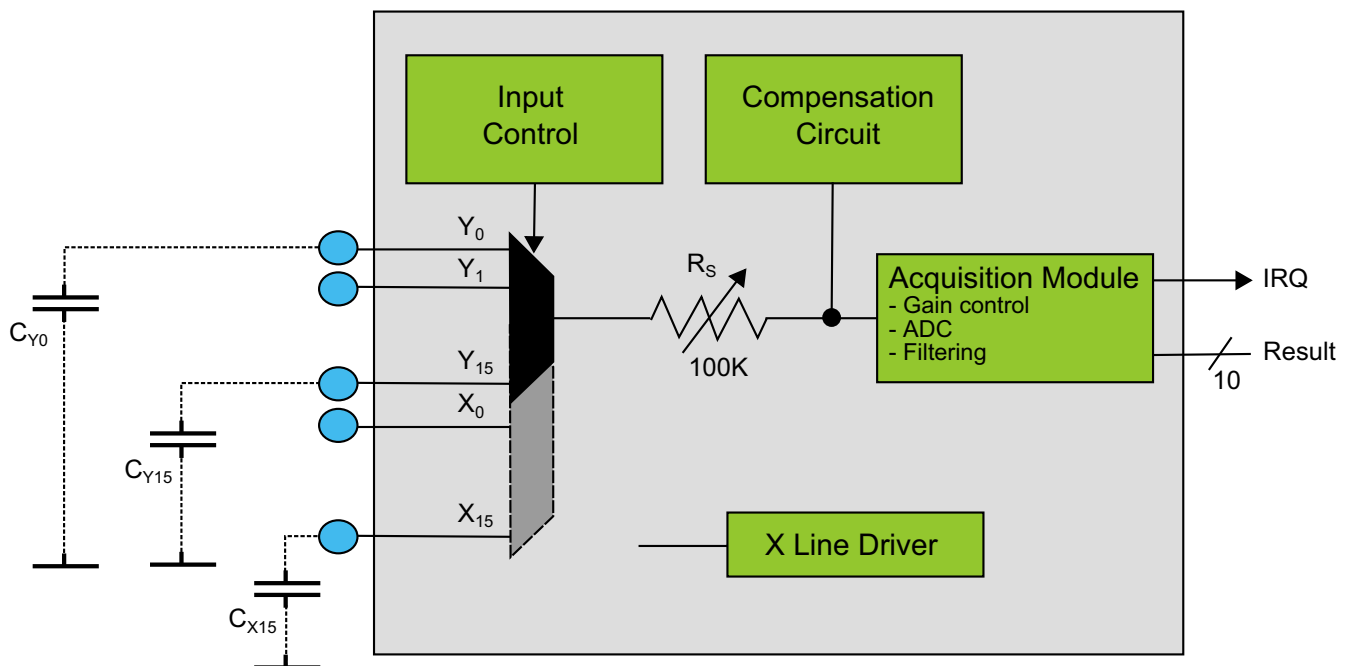 Input
Control
Compensation
Circuit
Y0
Y1
RS
100K
Acquisition Module
- Gain control
- ADC
- Filtering
IRQ
Result
10
CY0
Y15
X0
CY15
X15
X Line Driver
CX15